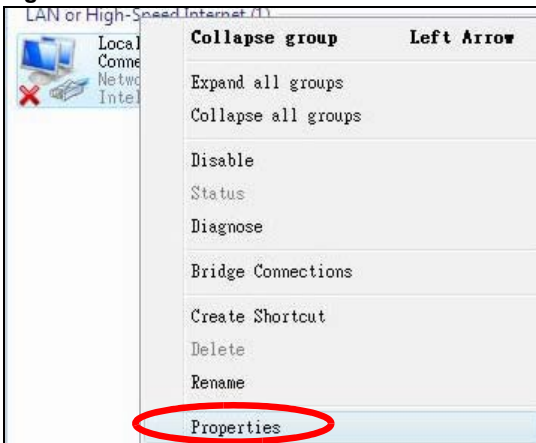 LAN or High-Speed Internet (1)
Local
Conne
Netwo
Intel
Collapse group Left Arrow
Expand all groups
Collapse all groups
Disable
Status
Diagnose
Bridge Connections
Create Shortcut
Delete
Rename
Properties